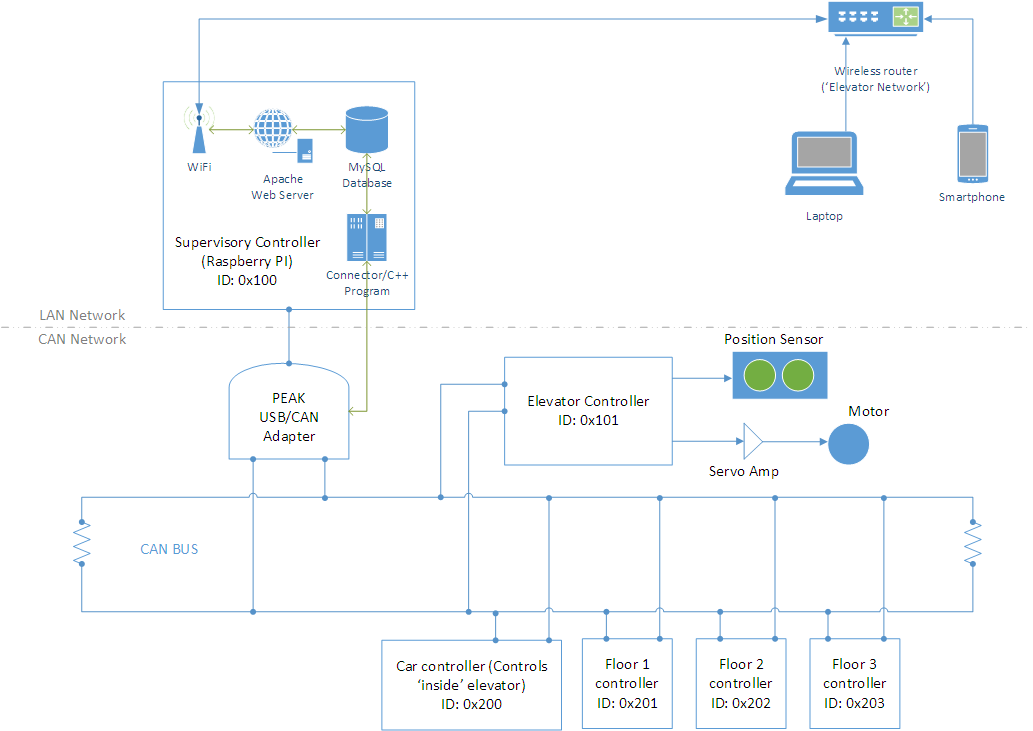 Wireless router
(‘Elevator Network’)
WiFi
Apache
Web Server
MySQL
Database
Laptop
Smartphone
Supervisory Controller
(Raspberry PI)
ID: 0x100
Connector/C++
Program
LAN Network
CAN Network
PEAK
USB/CAN
Adapter
Elevator Controller
ID: 0x101
Position Sensor
Motor
Servo Amp
CAN BUS
Car controller (Controls
‘inside’ elevator)
ID: 0x200
Floor 1
controller
ID: 0x201
Floor 2
controller
ID: 0x202
Floor 3
controller
ID: 0x203